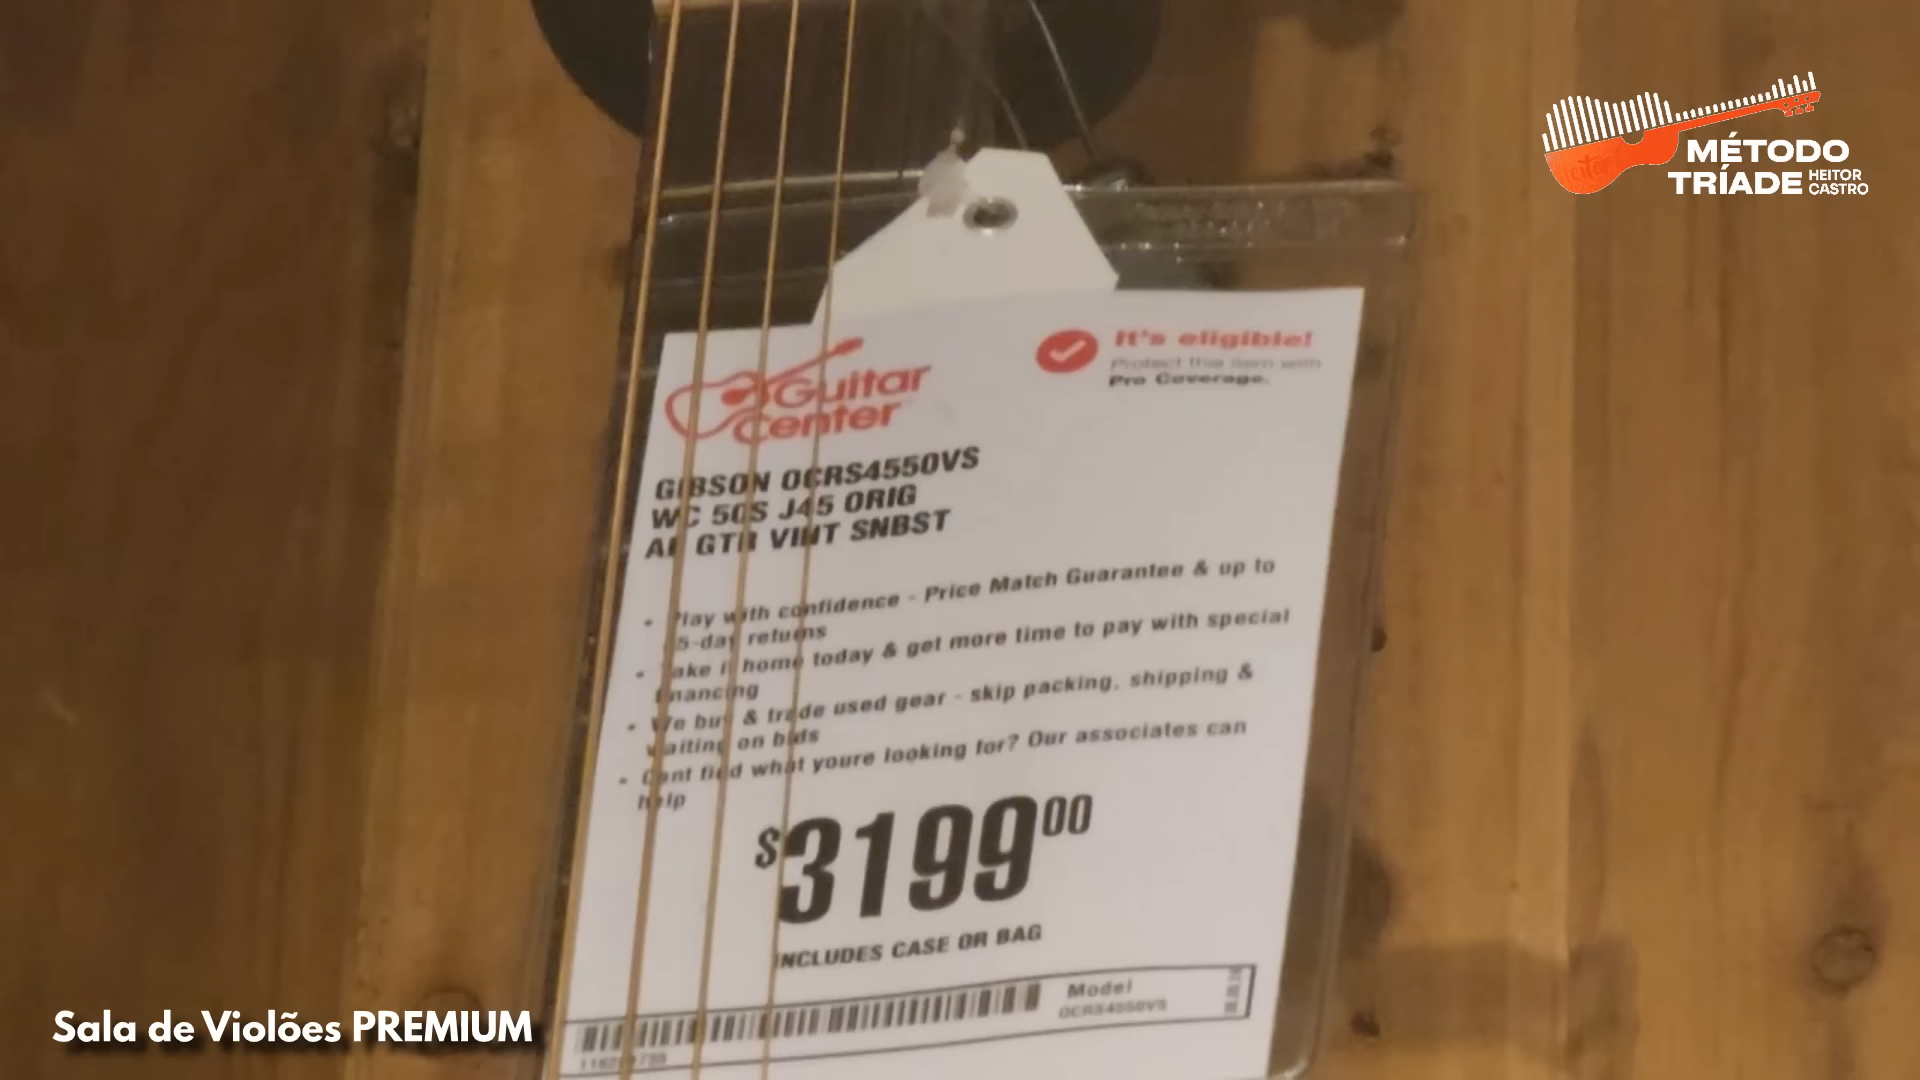 MÉTODO
TRÍADE HEITOR CASTRO
It's eligible!
Protect this item with
Pro Coverage.
Guitar
Center
GIBSON OCRS4550VS
WC 50S J45 ORIG
AE GTR VINT SNBST
• Play with confidence - Price Match Guarantee & up to
45-day returns
• Take it home today & get more time to pay with special
financing
• We buy & trade used gear - skip packing, shipping &
waiting on bids
• Cant find what youre looking for? Our associates can
help
$3199.00
INCLUDES CASE OR BAG
Model
OCRS4550VS
Sala de Violões PREMIUM